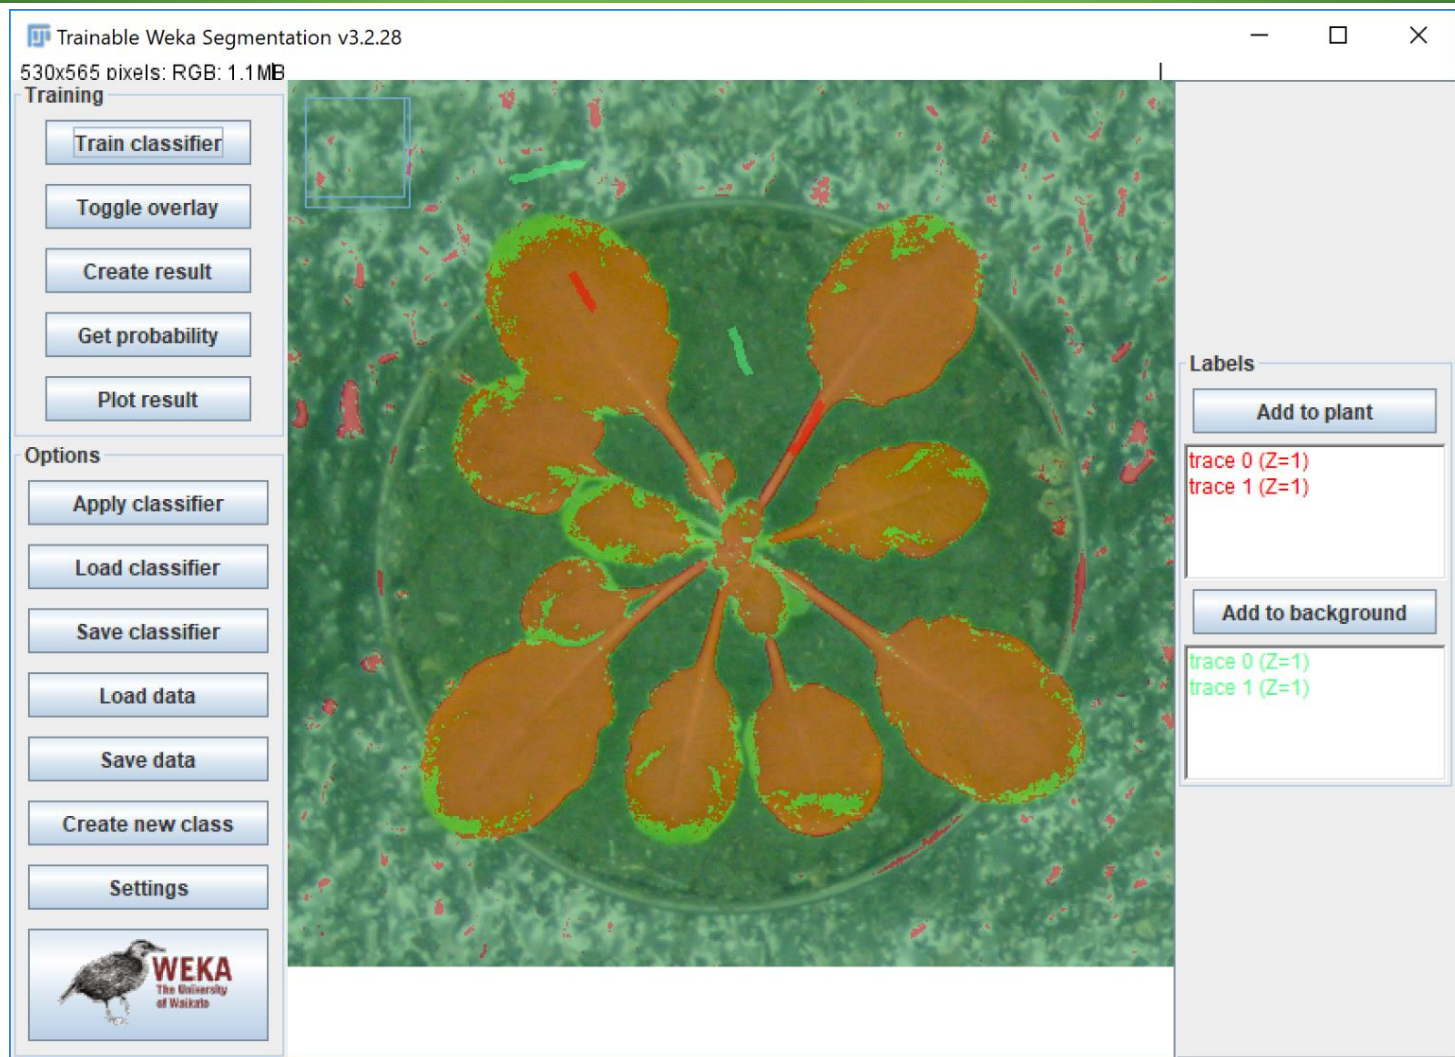 Trainable Weka Segmentation v3.2.28
530x565 pixels: RGB: 1.1MB
Training
Train classifier
Toggle overlay
Create result
Get probability
Plot result
Options
Apply classifier
Load classifier
Save classifier
Load data
Save data
Create new class
Settings
WEKA
The University
of Waikato
Labels
Add to plant
trace 0 (Z=1)
trace 1 (Z=1)
Add to background
trace 0 (Z=1)
trace 1 (Z=1)